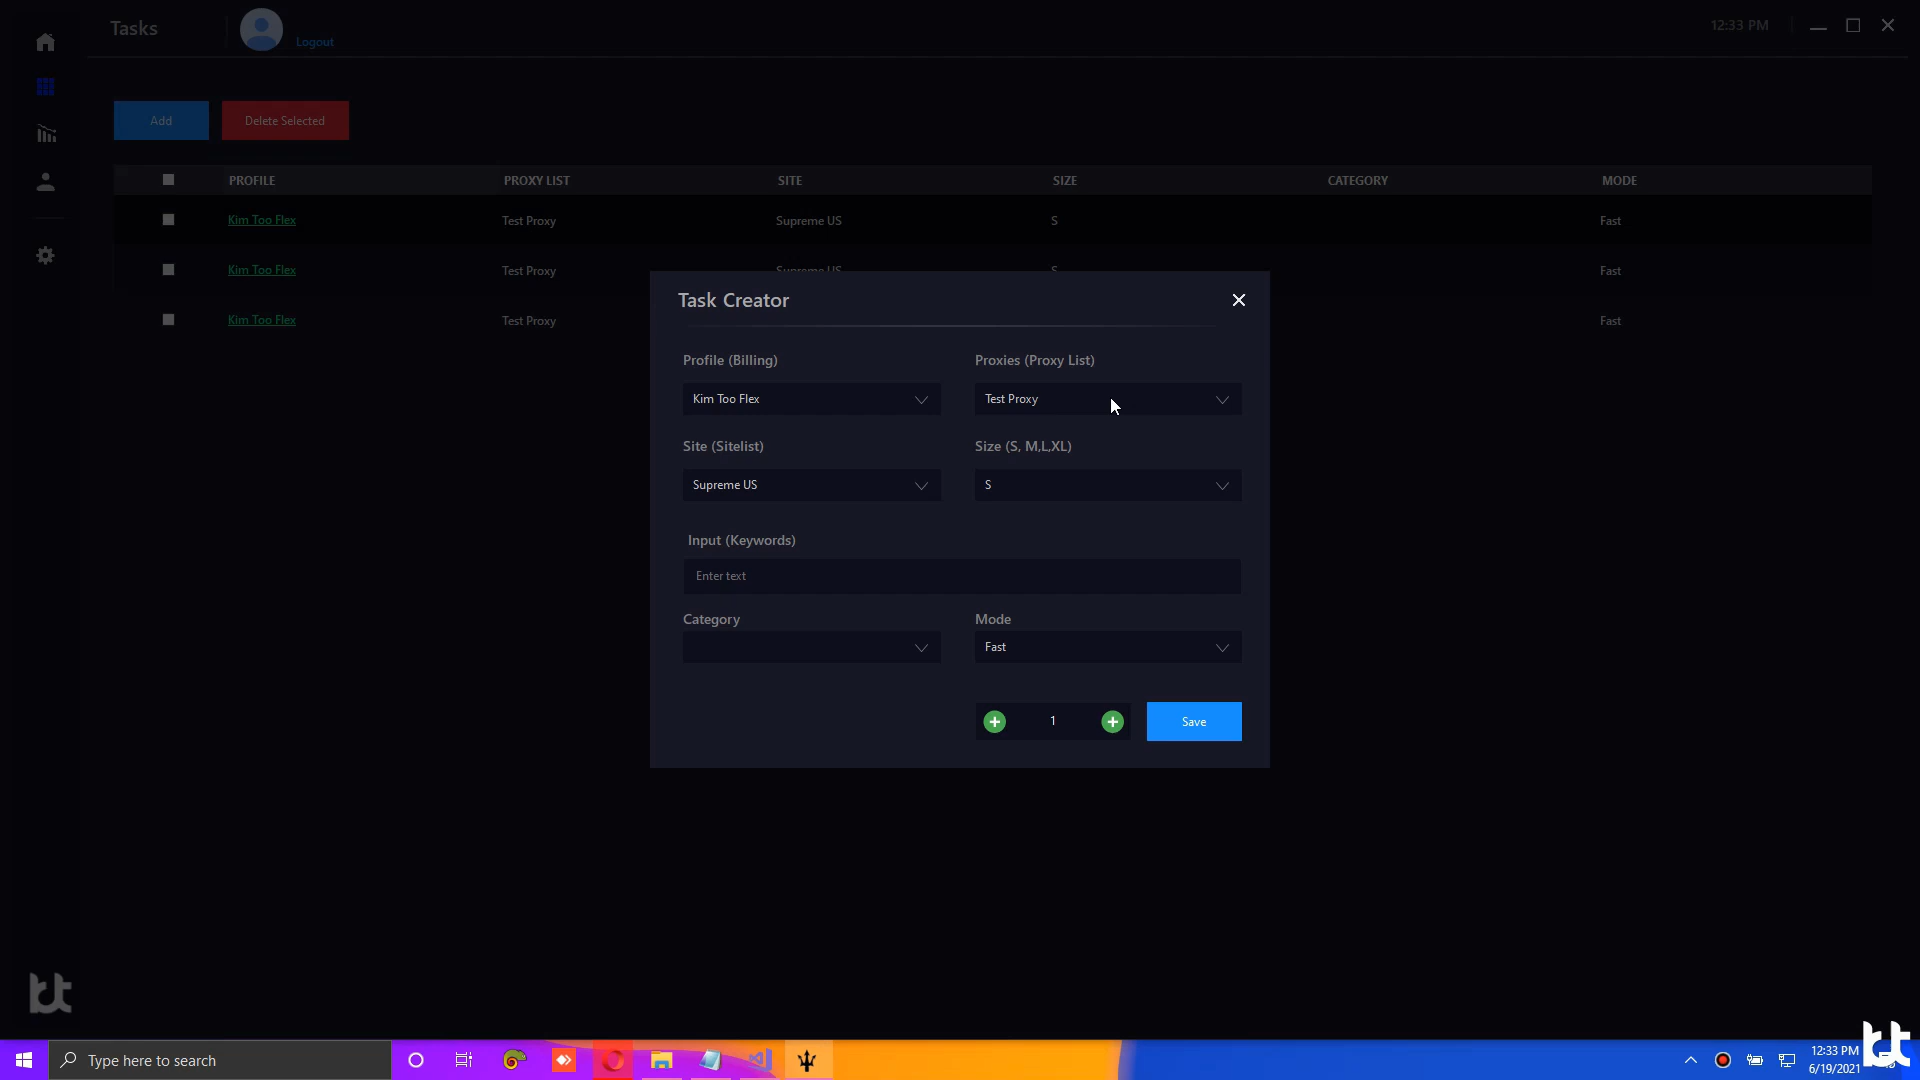 Tasks
Logout
12:33 PM
Add
Delete Selected
PROFILE PROXY LIST SITE SIZE CATEGORY MODE
Kim Too Flex Test Proxy Supreme US S Fast
Kim Too Flex Test Proxy Supreme US S Fast
Kim Too Flex Test Proxy Fast
Task Creator
Profile (Billing) Proxies (Proxy List)
Kim Too Flex Test Proxy
Site (Sitelist) Size (S, M,L,XL)
Supreme US S
Input (Keywords)
Enter text
Category Mode
Fast
1 Save
Type here to search
12:33 PM
6/19/2021